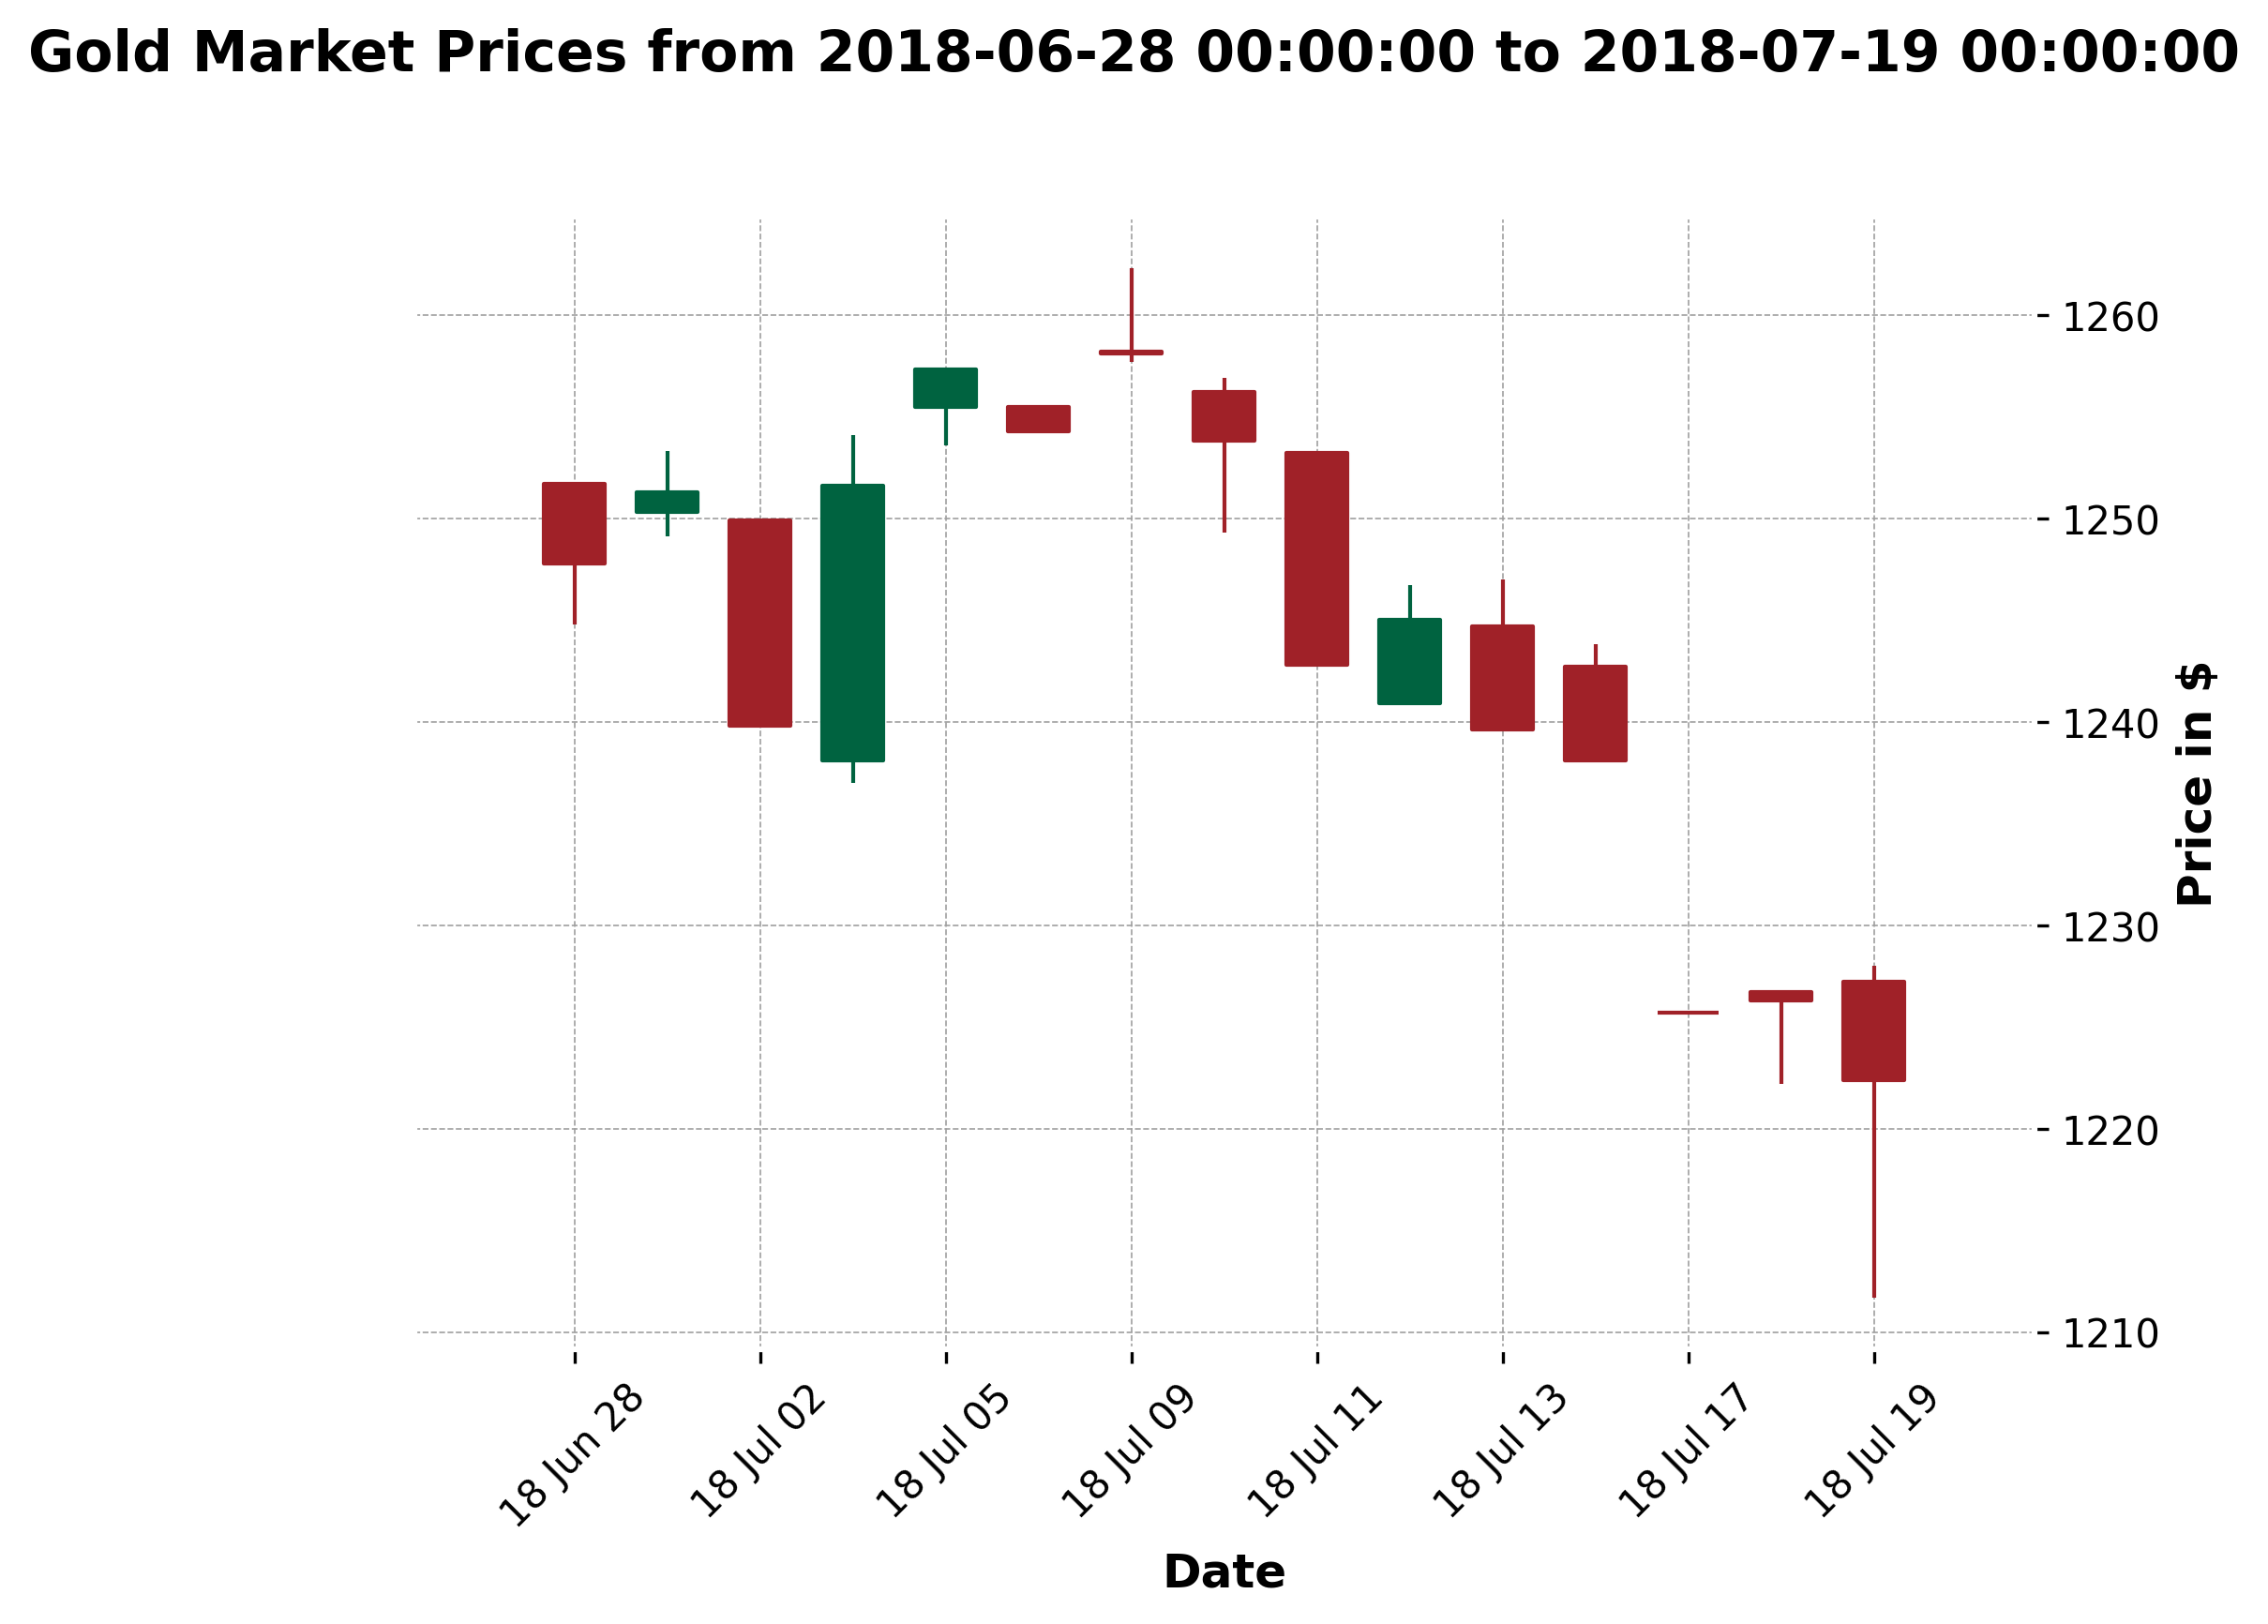 Gold Market Prices from 2018-06-28 00:00:00 to 2018-07-19 00:00:00
1260
1250
1240
1230
1220
1210
Price in $
18 Jun 28
18 Jul 02
18 Jul 05
18 Jul 09
18 Jul 11
18 Jul 13
18 Jul 17
18 Jul 19
Date